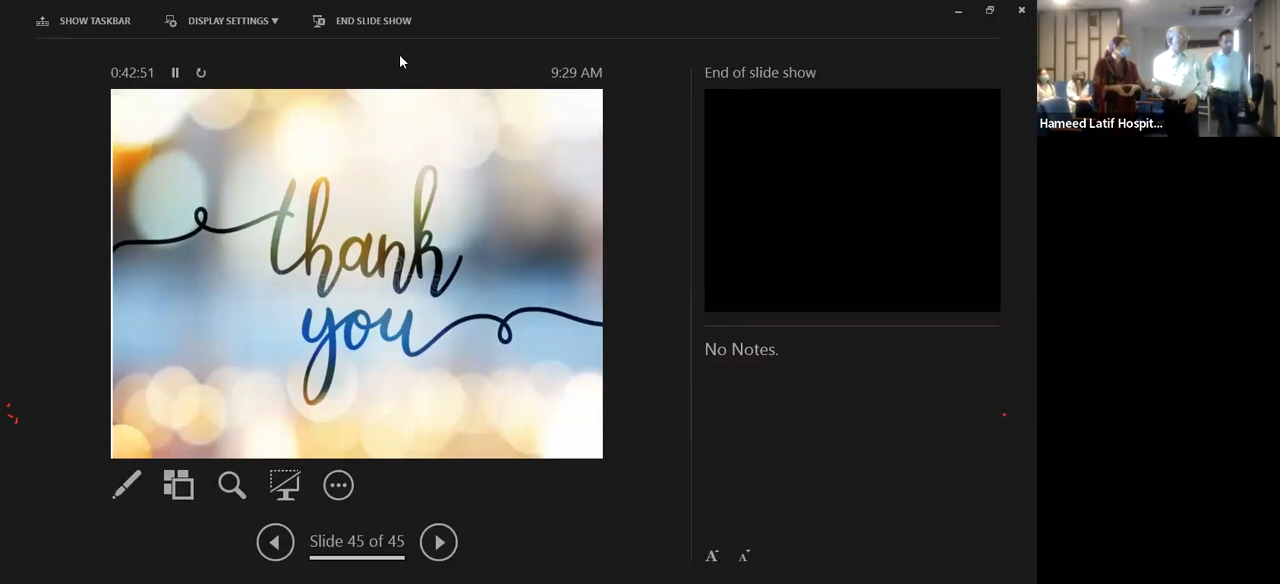 SHOW TASKBAR
DISPLAY SETTINGS ▼
END SLIDE SHOW
0:42:51
9:29 AM
End of slide show
thank
you
No Notes.
Slide 45 of 45
A
A
Hameed Latif Hospit...